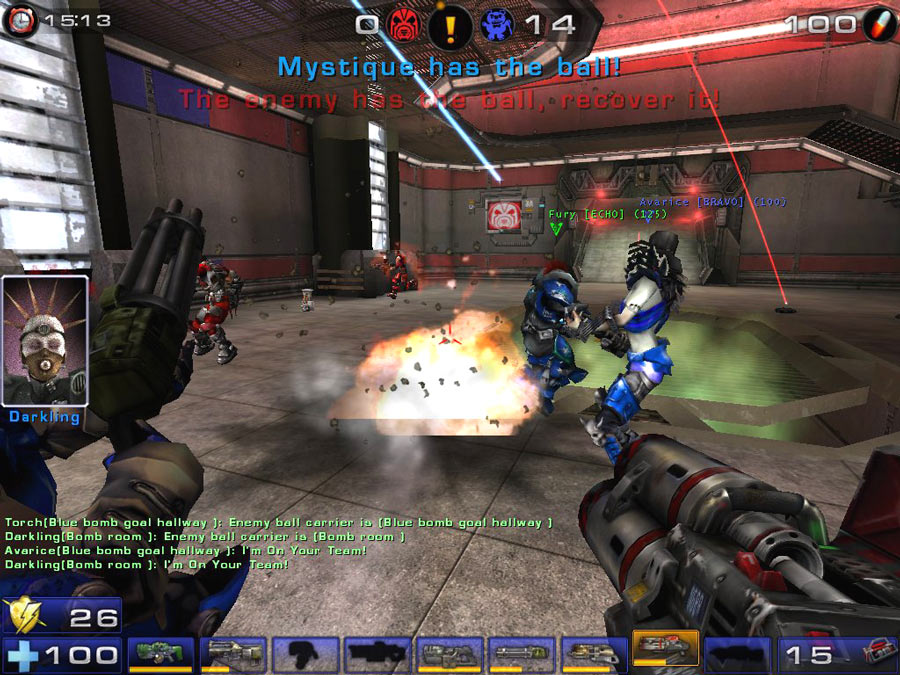 15:13 0 ! 14 100
Mystique has the ball!
The enemy has the ball, recover it!
Avarice [BRAVO] (100)
Fury [ECHO] (125)
Darkling
Torch(Blue bomb goal hallway ): Enemy ball carrier is (Blue bomb goal hallway )
Darkling(Bomb room ): Enemy ball carrier is (Bomb room )
Avarice(Blue bomb goal hallway ): I'm On Your Team!
Darkling(Bomb room ): I'm On Your Team!
26
100 15